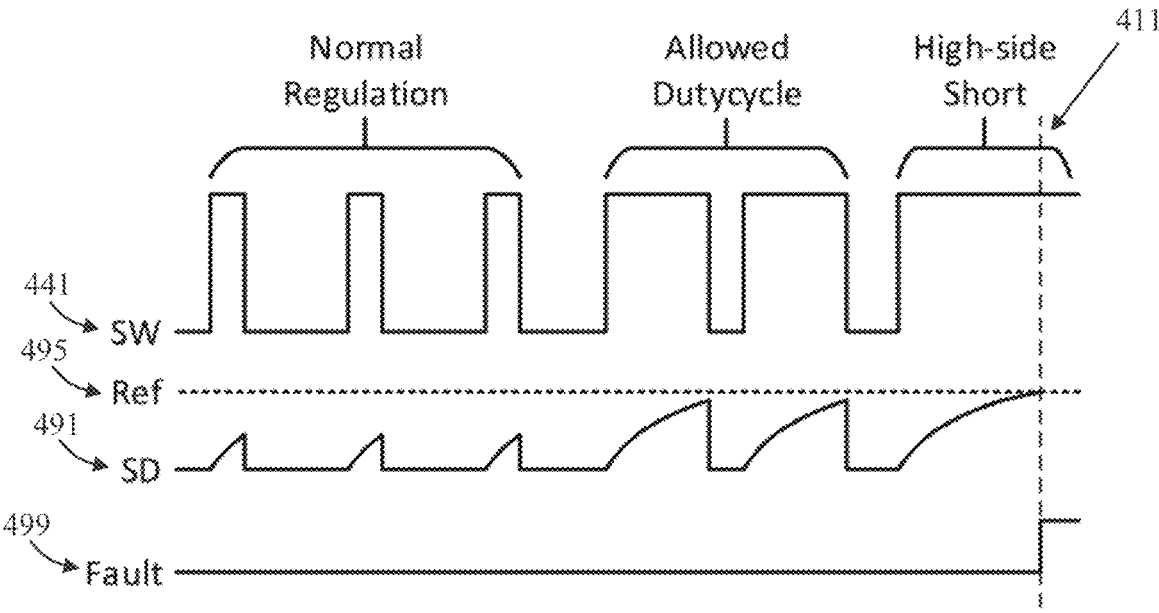 411
Normal
Regulation
Allowed
Dutycycle
High-side
Short
441
SW
495
Ref
491
SD
499
Fault